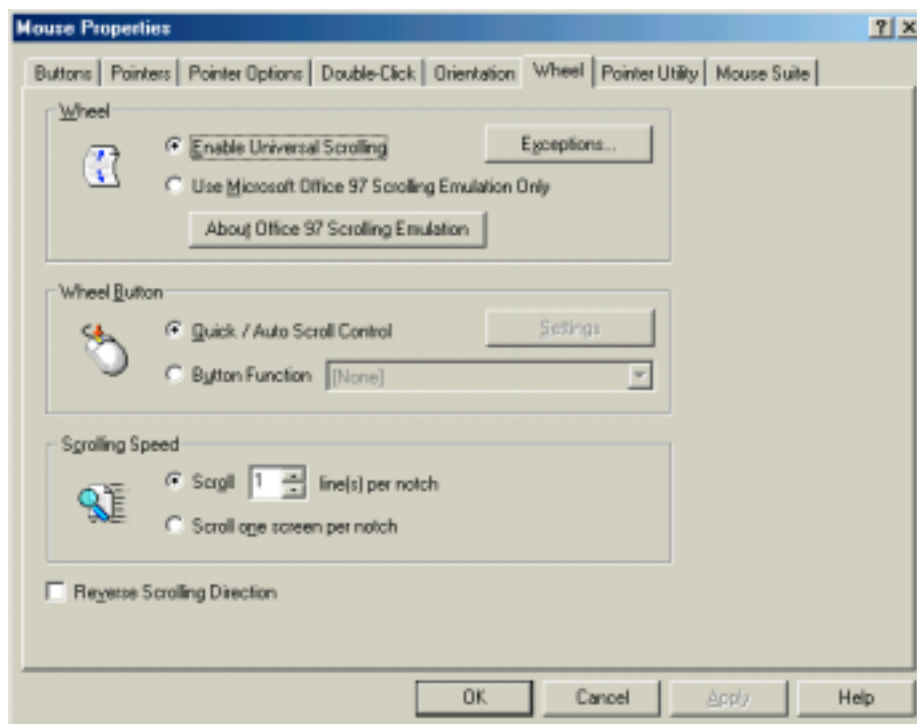 Mouse Properties
Buttons Pointers Pointer Options Double-Click Orientation Wheel Pointer Utility Mouse Suite
Wheel
Enable Universal Scrolling Exceptions...
Use Microsoft Office 97 Scrolling Emulation Only
About Office 97 Scrolling Emulation
Wheel Button
Quick / Auto Scroll Control Settings
Button Function [None]
Scrolling Speed
Scroll 1 line(s) per notch
Scroll one screen per notch
Reverse Scrolling Direction
OK Cancel Apply Help